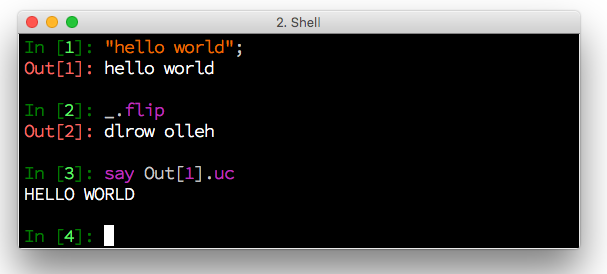 2. Shell
In [1]: "hello world";
Out[1]: hello world
In [2]: _.flip
Out[2]: dlrow olleh
In [3]: say Out[1].uc
HELLO WORLD
In [4]: